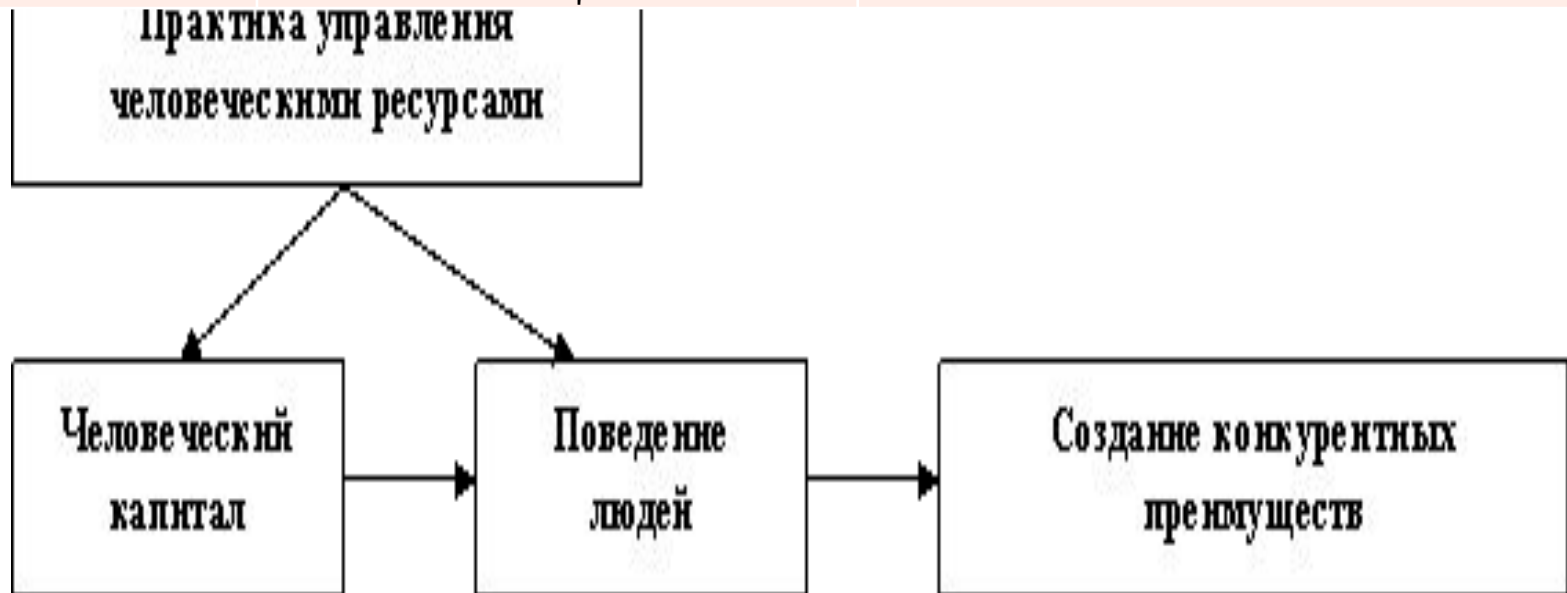 Практика управления
человеческими ресурсами
Человеческий
капитал
Поведение
людей
Создание конкурентных
преимуществ